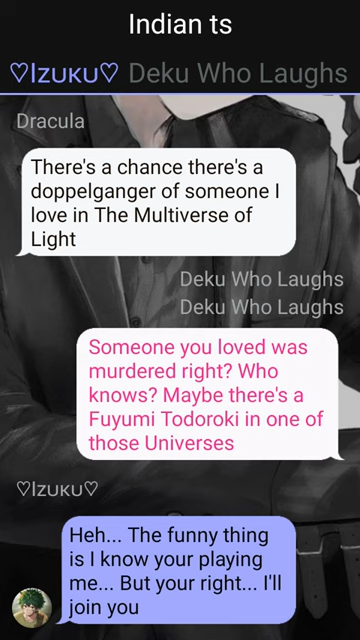 Indian ts
♡Izuku♡ Deku Who Laughs
Dracula
There's a chance there's a
doppelganger of someone I
love in The Multiverse of
Light
Deku Who Laughs
Deku Who Laughs
Someone you loved was
murdered right? Who
knows? Maybe there's a
Fuyumi Todoroki in one of
those Universes
♡Izuku♡
Heh... The funny thing
is I know your playing
me... But your right... I'll
join you